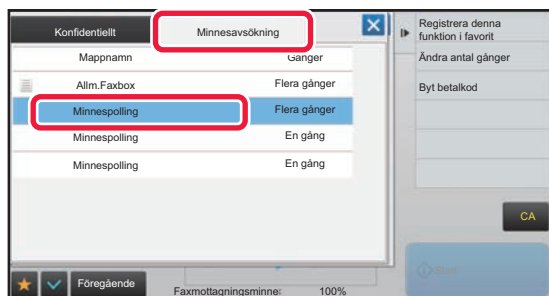 Konfidentiellt
Minnesavsökning
Mappnamn
Gånger
Allm.Faxbox
Flera gånger
Minnespolling
Flera gånger
Minnespolling
En gång
Minnespolling
En gång
Föregående
Faxmottagningsminne:
100%
Registrera denna
funktion i favorit
Ändra antal gånger
Byt betalkod
CA
Start